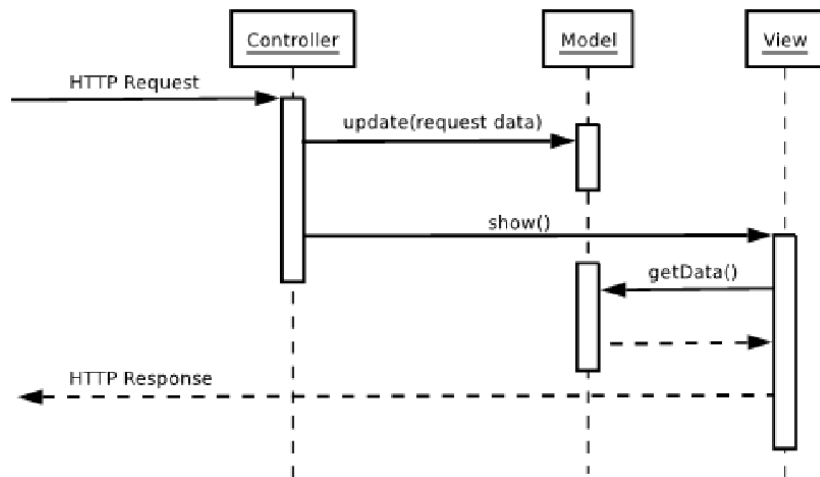 Controller
Model
View
HTTP Request
update(request data)
show()
getData()
HTTP Response